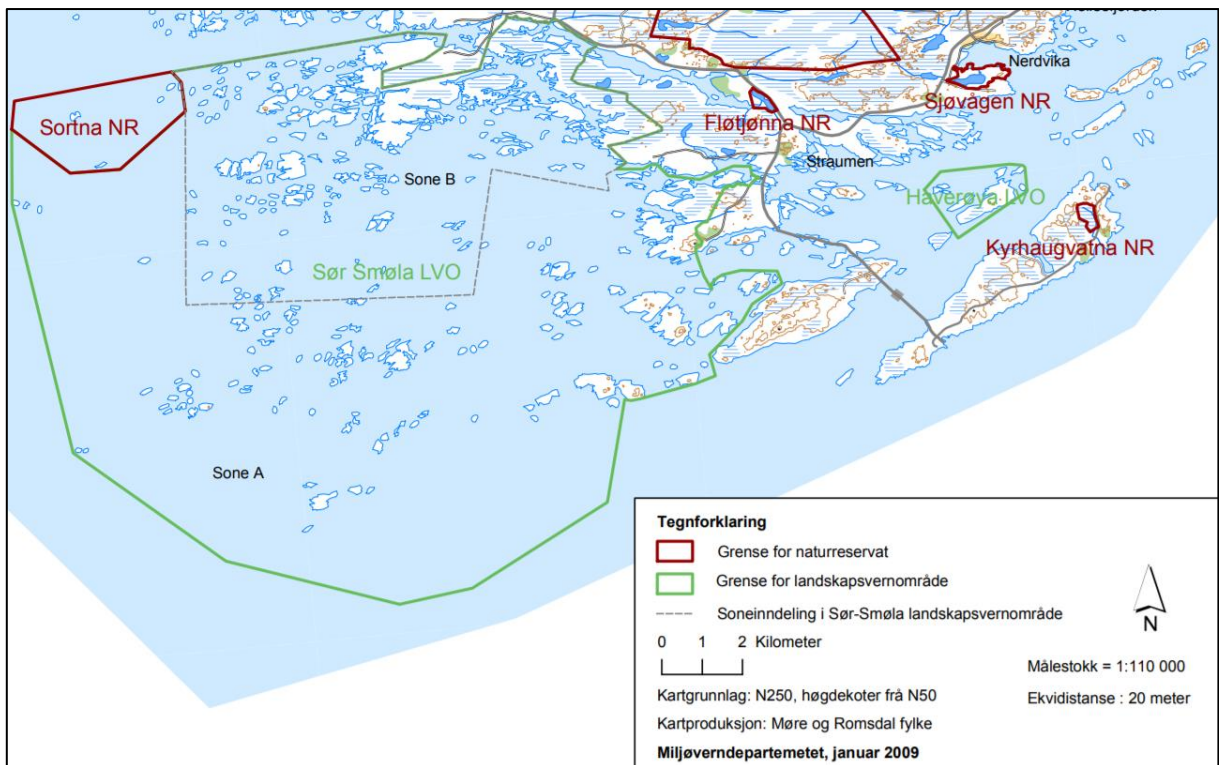 Nerdvika
Sjøvågen NR
Sortna NR
Fløtjønna NR
Straumen
Sone B
Haverøya LVO
Kyrhaugvatna NR
Sør Smøla LVO
Sone A
Tegnforklaring
Grense for naturreservat
Grense for landskapsvernområde
Soneinndeling i Sør-Smøla landskapsvernområde
0 1 2 Kilometer
N
Målestokk = 1:110 000
Kartgrunnlag: N250, høgdekoter frå N50
Ekvidistanse : 20 meter
Kartproduksjon: Møre og Romsdal fylke
Miljøverndepartemetet, januar 2009